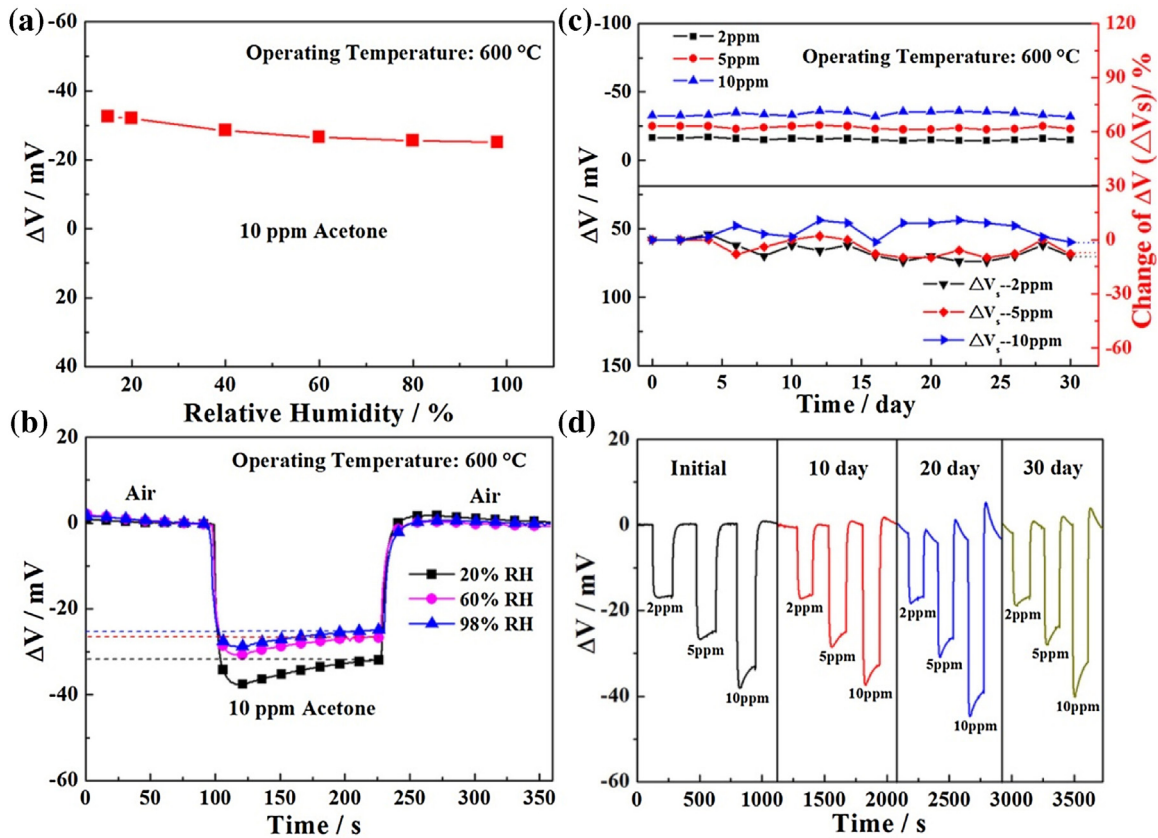 (a)
-60
-40
-20
0
20
40
ΔV / mV
Operating Temperature: 600 °C
10 ppm Acetone
20 40 60 80 100
Relative Humidity / %
(c)
-100
-50
0
50
100
150
ΔV / mV
ΔV / mV
2ppm
5ppm
10ppm
Operating Temperature: 600 °C
△Vs--2ppm
△Vs--5ppm
△Vs--10ppm
120
90
60
30
0
-30
-60
Change of ΔV (△Vs)/ %
0 5 10 15 20 25 30
Time / day
(b)
20
0
-20
-40
-60
ΔV / mV
Operating Temperature: 600 °C
Air Air
20% RH
60% RH
98% RH
10 ppm Acetone
0 50 100 150 200 250 300 350
Time / s
(d)
20
0
-20
-40
-60
ΔV / mV
Initial 10 day 20 day 30 day
2ppm 5ppm 10ppm
2ppm 5ppm 10ppm
2ppm 5ppm 10ppm
2ppm 5ppm 10ppm
0 500 1000 1500 2000 2500 3000 3500
Time / s